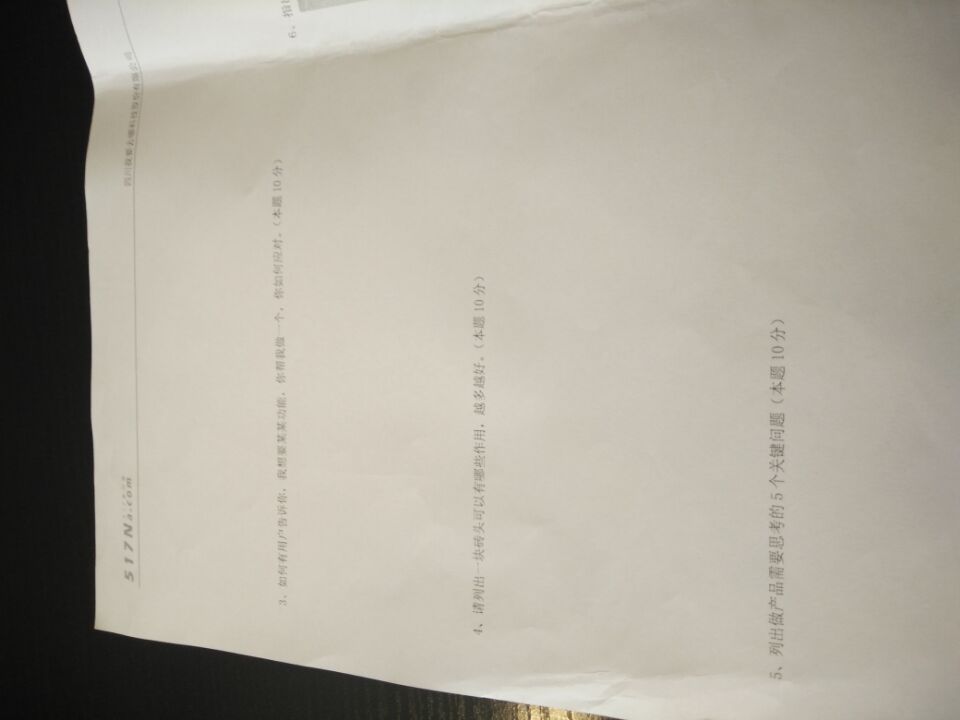 517Na.com
四川我要去哪科技股份有限公司
3、如何有用户告诉你，我想要某某功能，你帮我做一个，你如何应对。（本题 10 分）
4、请列出一块砖头可以有哪些作用，越多越好。（本题 10 分）
5、列出做产品需要思考的 5 个关键问题（本题 10 分）
6、指